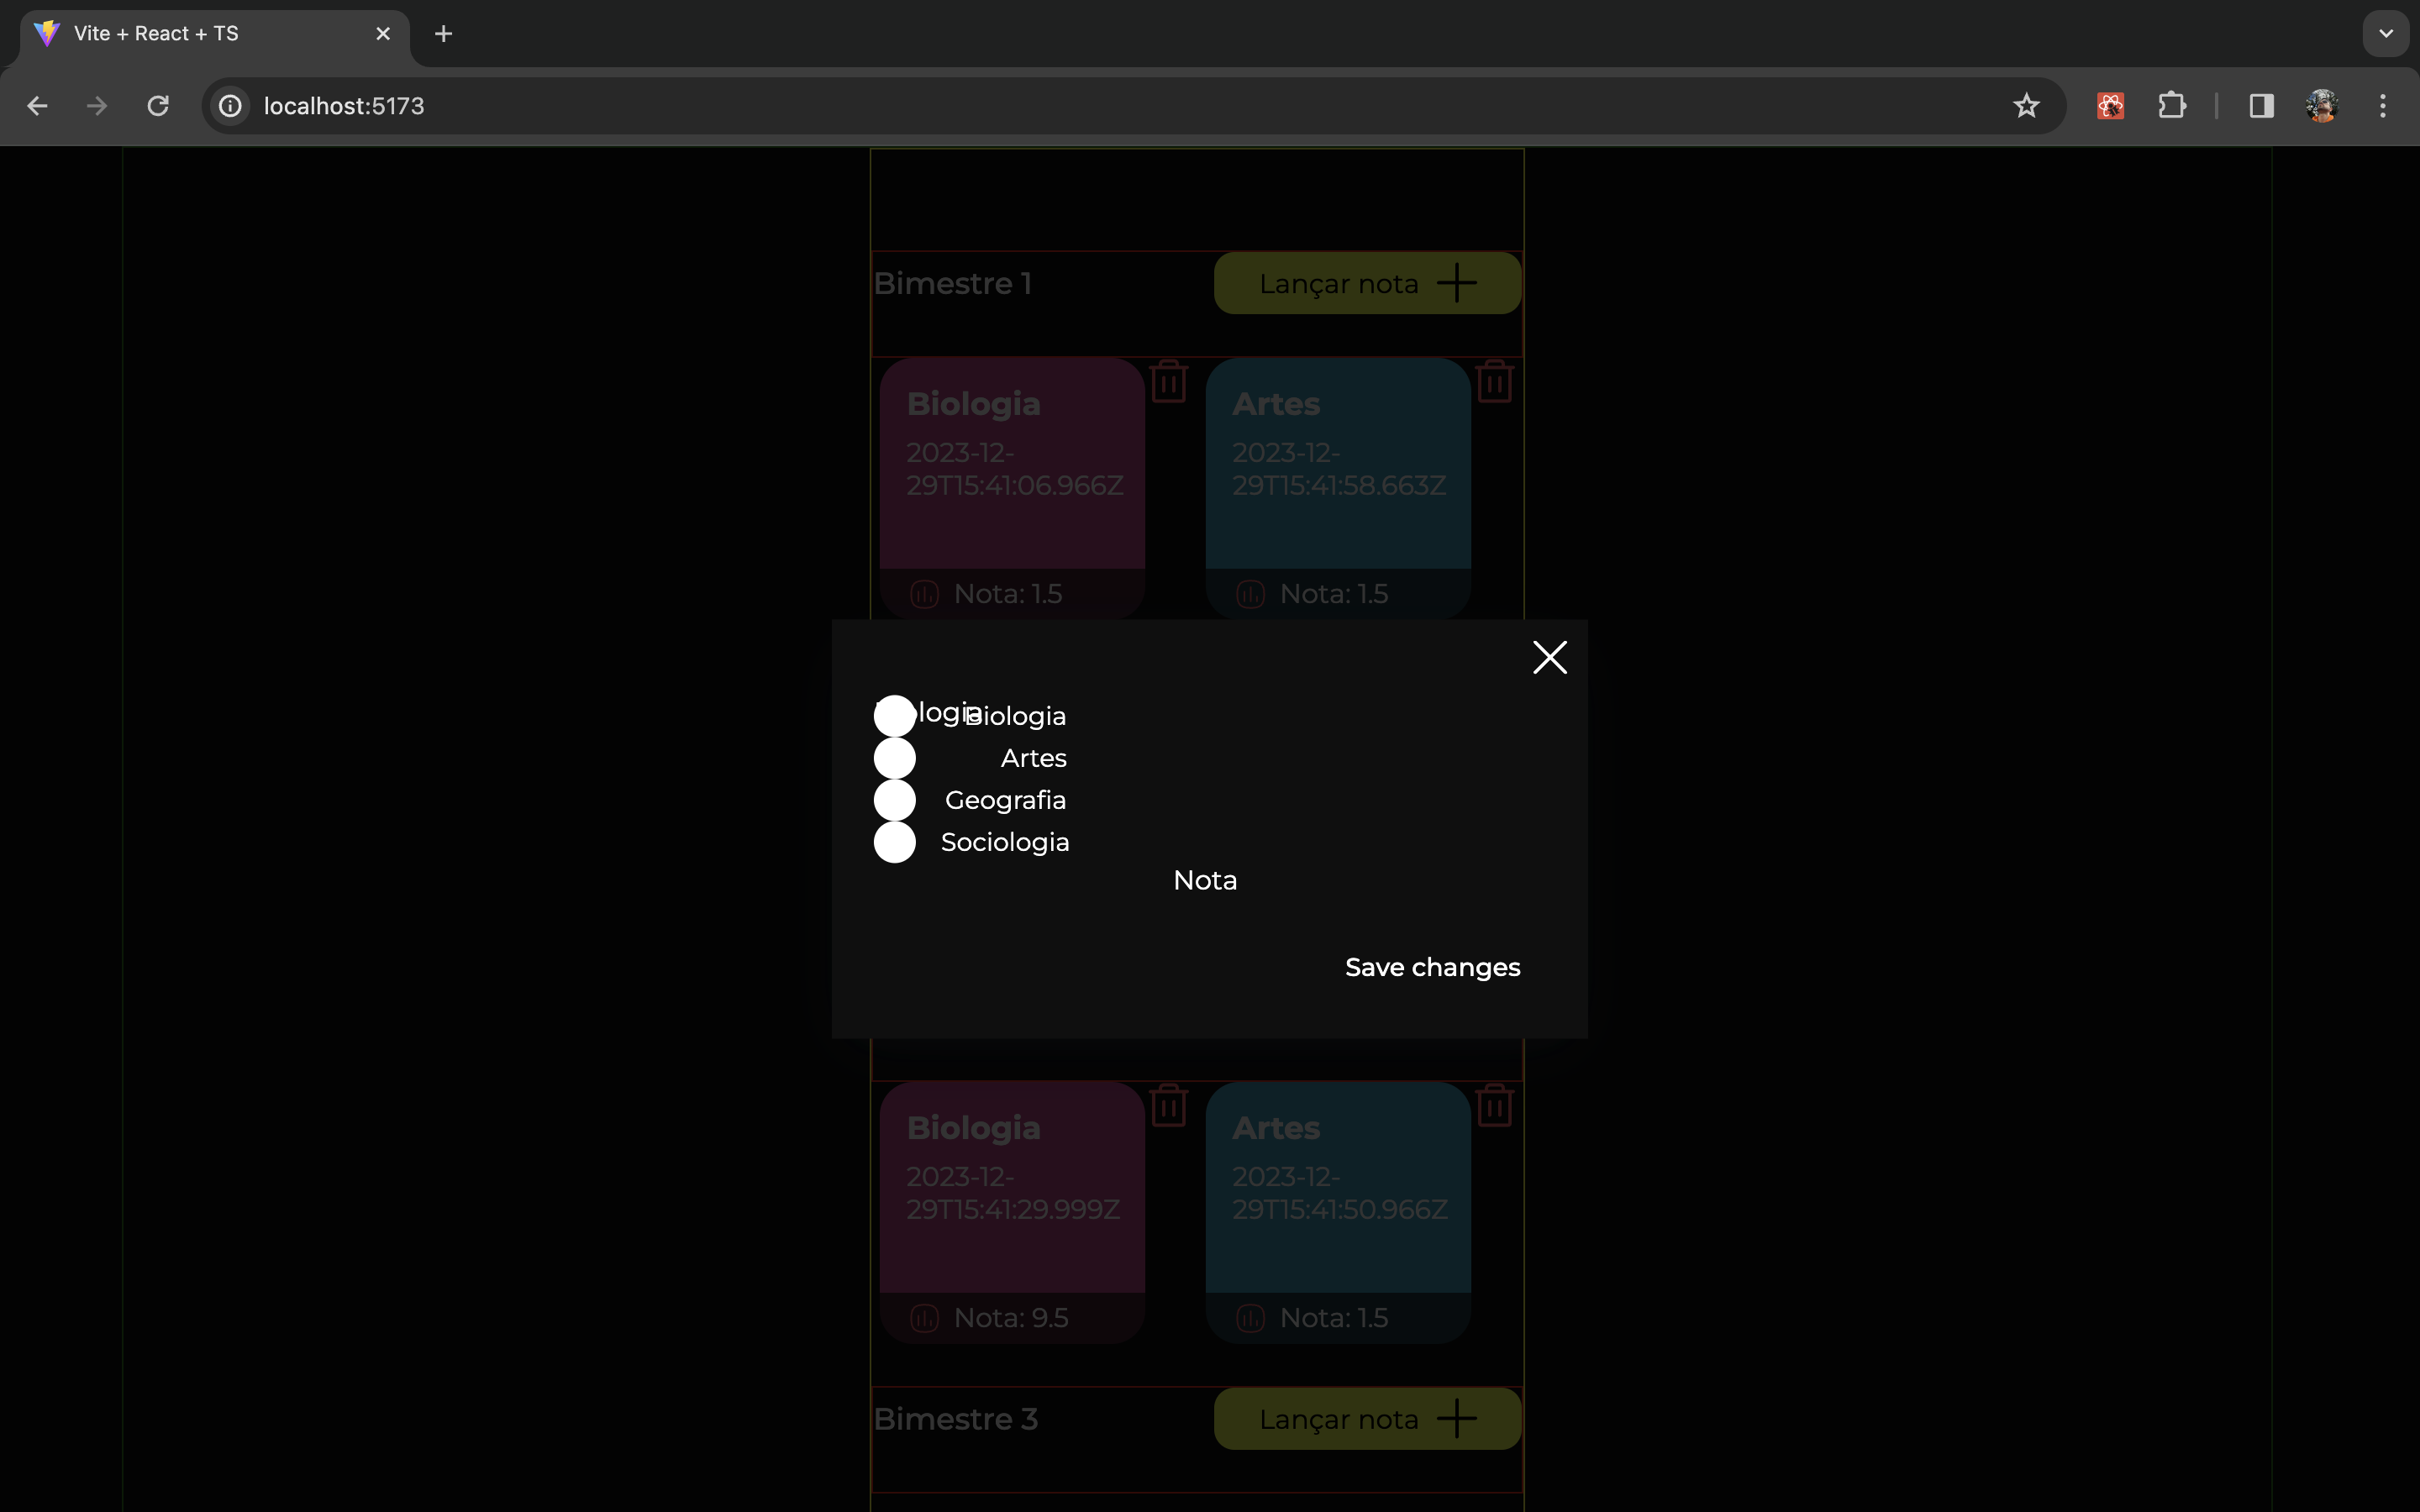 Vite + React + TS
localhost:5173
Bimestre 1
Lançar nota
Biologia
2023-12-
29T15:41:06.966Z
Nota: 1.5
Artes
2023-12-
29T15:41:58.663Z
Nota: 1.5
Biologia
Artes
Geografia
Sociologia
Nota
Save changes
Biologia
2023-12-
29T15:41:29.999Z
Nota: 9.5
Artes
2023-12-
29T15:41:50.966Z
Nota: 1.5
Bimestre 3
Lançar nota